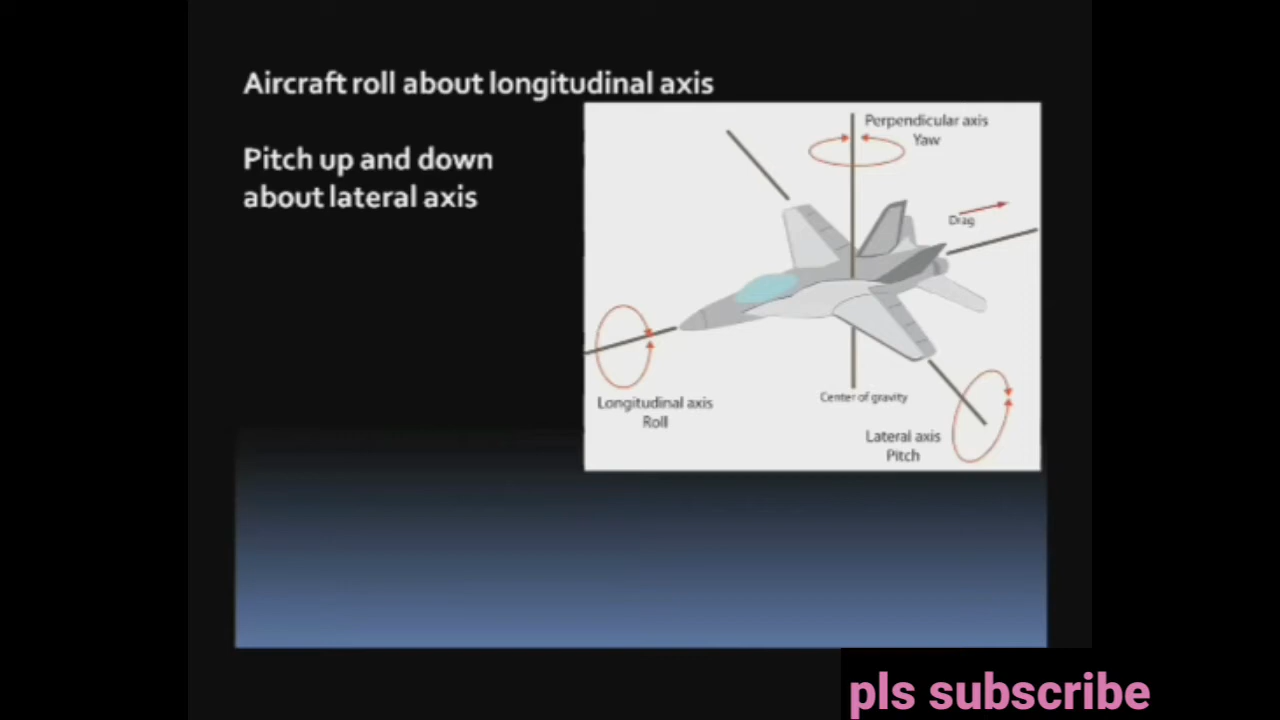 Aircraft roll about longitudinal axis
Pitch up and down
about lateral axis
Perpendicular axis
Yaw
Drag
Longitudinal axis
Roll
Center of gravity
Lateral axis
Pitch
pls subscribe